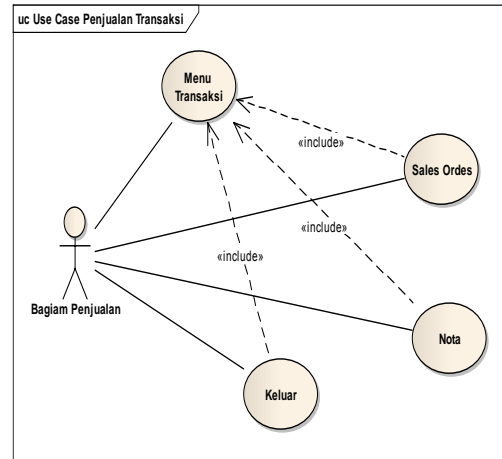 uc Use Case Penjualan Transaksi
Menu
Transaksi
«include»
Sales Ordes
«include»
«include»
Bagiam Penjualan
Nota
Keluar